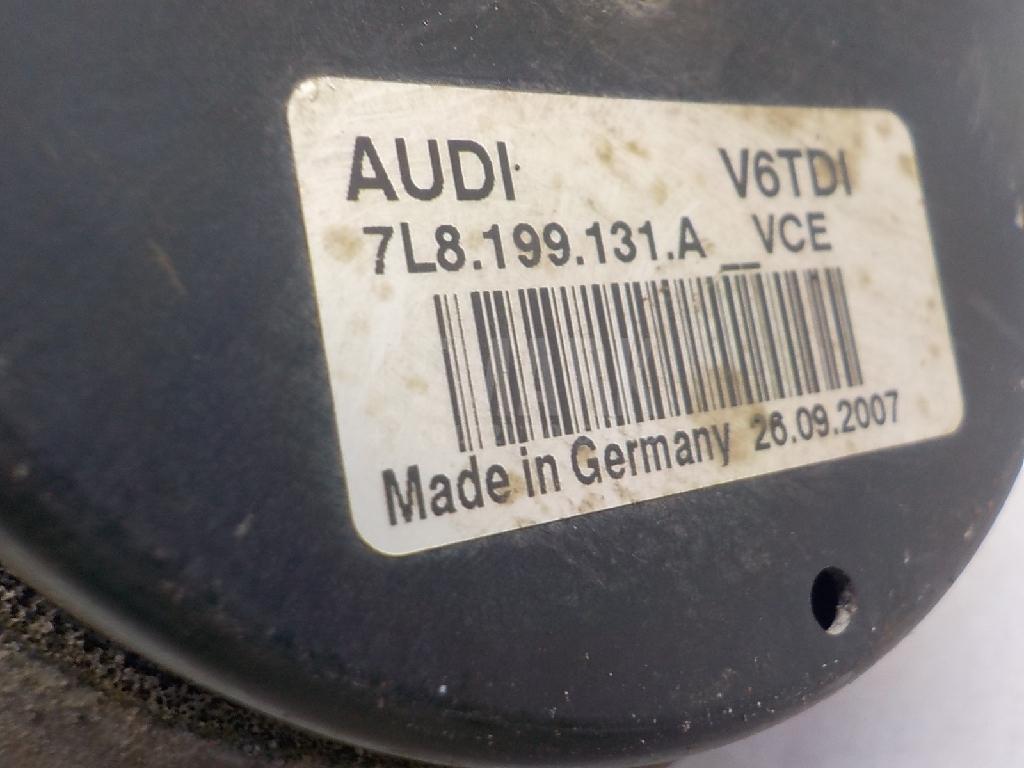 AUDI V6TDI
7L8.199.131.A __VCE
Made in Germany 26.09.2007